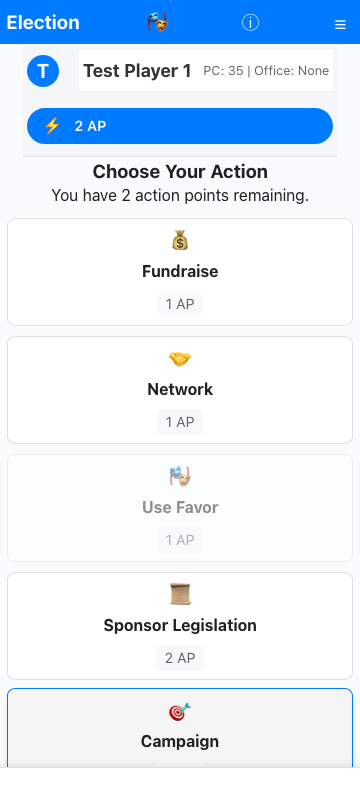 Election
T
Test Player 1 PC: 35 | Office: None
2 AP
Choose Your Action
You have 2 action points remaining.
Fundraise
1 AP
Network
1 AP
Use Favor
1 AP
Sponsor Legislation
2 AP
Campaign